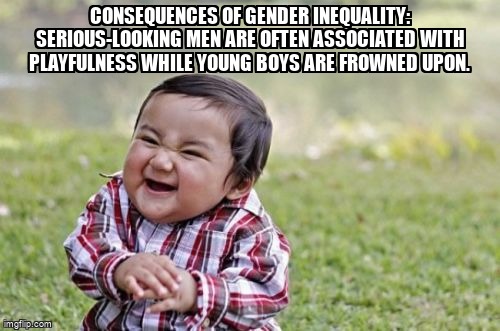 CONSEQUENCES OF GENDER INEQUALITY:
SERIOUS-LOOKING MEN ARE OFTEN ASSOCIATED WITH
PLAYFULNESS WHILE YOUNG BOYS ARE FROWNED UPON.
imgflip.com